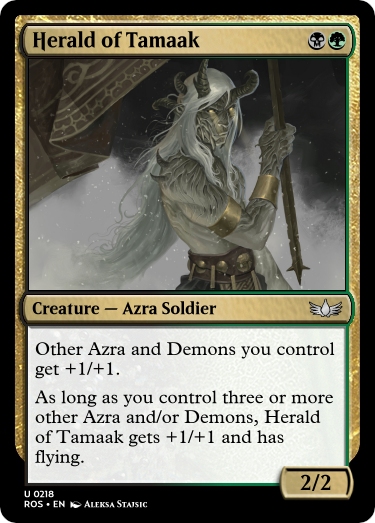 Herald of Tamaak
Creature — Azra Soldier
Other Azra and Demons you control
get +1/+1.
As long as you control three or more
other Azra and/or Demons, Herald
of Tamaak gets +1/+1 and has
flying.
2/2
U 0218
ROS • EN Aleksa Stajsic